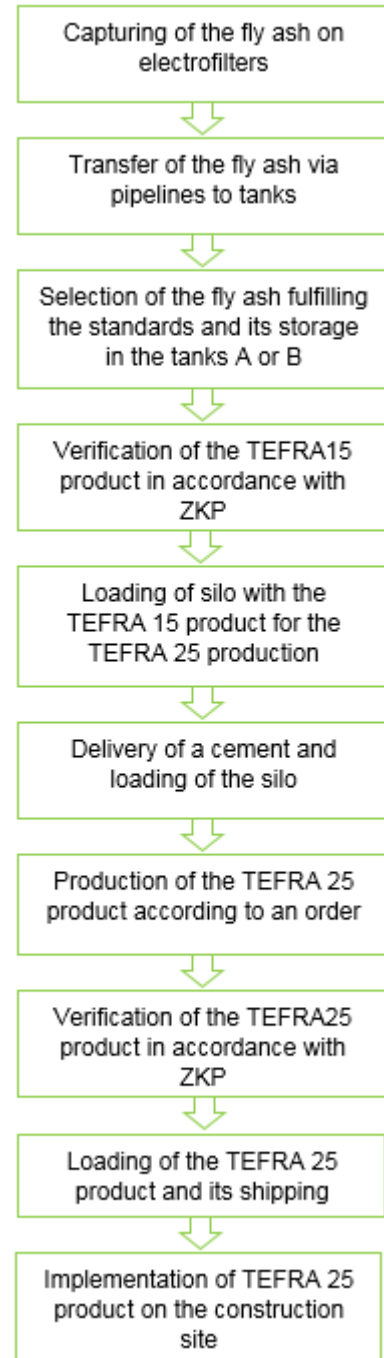 Capturing of the fly ash on
electrofilters
Transfer of the fly ash via
pipelines to tanks
Selection of the fly ash fulfilling
the standards and its storage
in the tanks A or B
Verification of the TEFRA15
product in accordance with
ZKP
Loading of silo with the
TEFRA 15 product for the
TEFRA 25 production
Delivery of a cement and
loading of the silo
Production of the TEFRA 25
product according to an order
Verification of the TEFRA25
product in accordance with
ZKP
Loading of the TEFRA 25
product and its shipping
Implementation of TEFRA 25
product on the construction
site